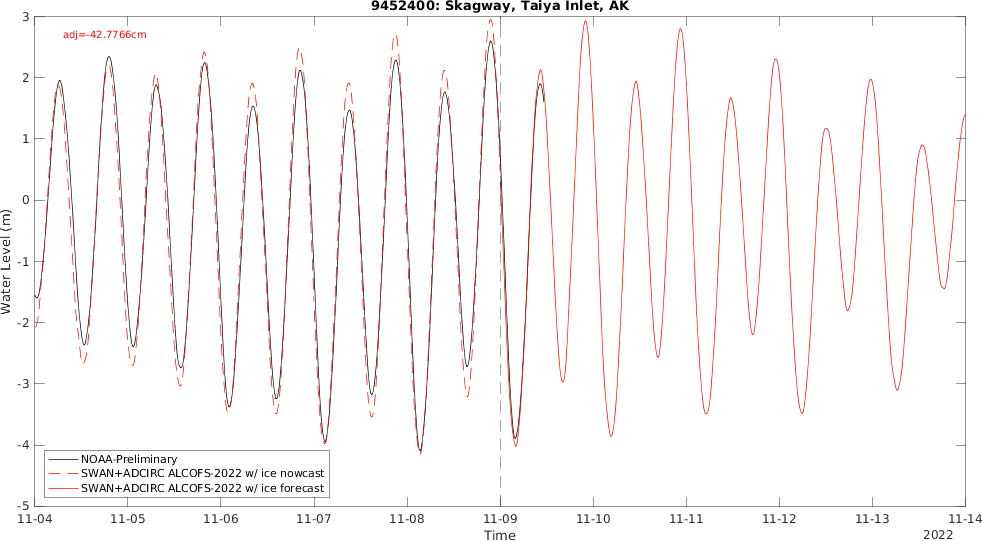 9452400: Skagway, Taiya Inlet, AK
adj=-42.7766cm
3
2
1
0
-1
-2
-3
-4
-5
Water Level (m)
NOAA-Preliminary
SWAN+ADCIRC ALCOFS-2022 w/ ice nowcast
SWAN+ADCIRC ALCOFS-2022 w/ ice forecast
11-04 11-05 11-06 11-07 11-08 11-09 11-10 11-11 11-12 11-13 11-14
Time
2022